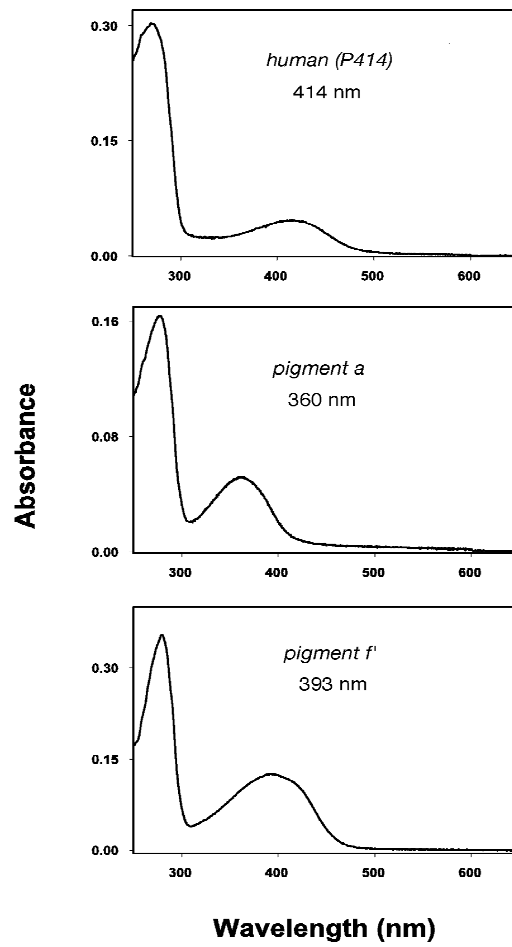 0.30
human (P414)
414 nm
0.15
0.00
300 400 500 600
0.16
pigment a
360 nm
0.08
0.00
300 400 500 600
Absorbance
pigment f'
393 nm
0.30
0.15
0.00
300 400 500 600
Wavelength (nm)